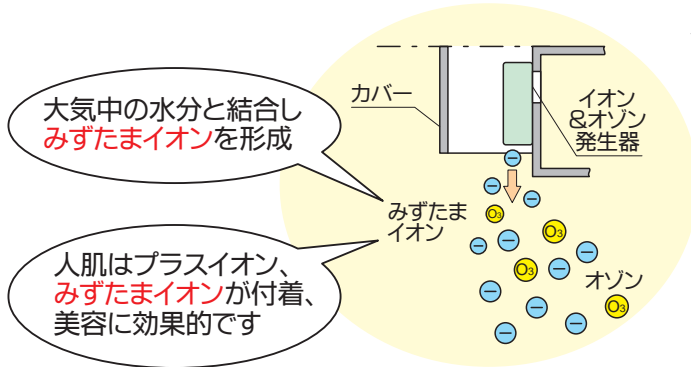 大気中の水分と結合し
みずたまイオンを形成
カバー
イオン
&オゾン
発生器
みずたま
イオン
人肌はプラスイオン、
みずたまイオンが付着、
美容に効果的です
オゾン
−
−
−
O3
−
−
O3
−
O3
−
−
−
−
−
O3